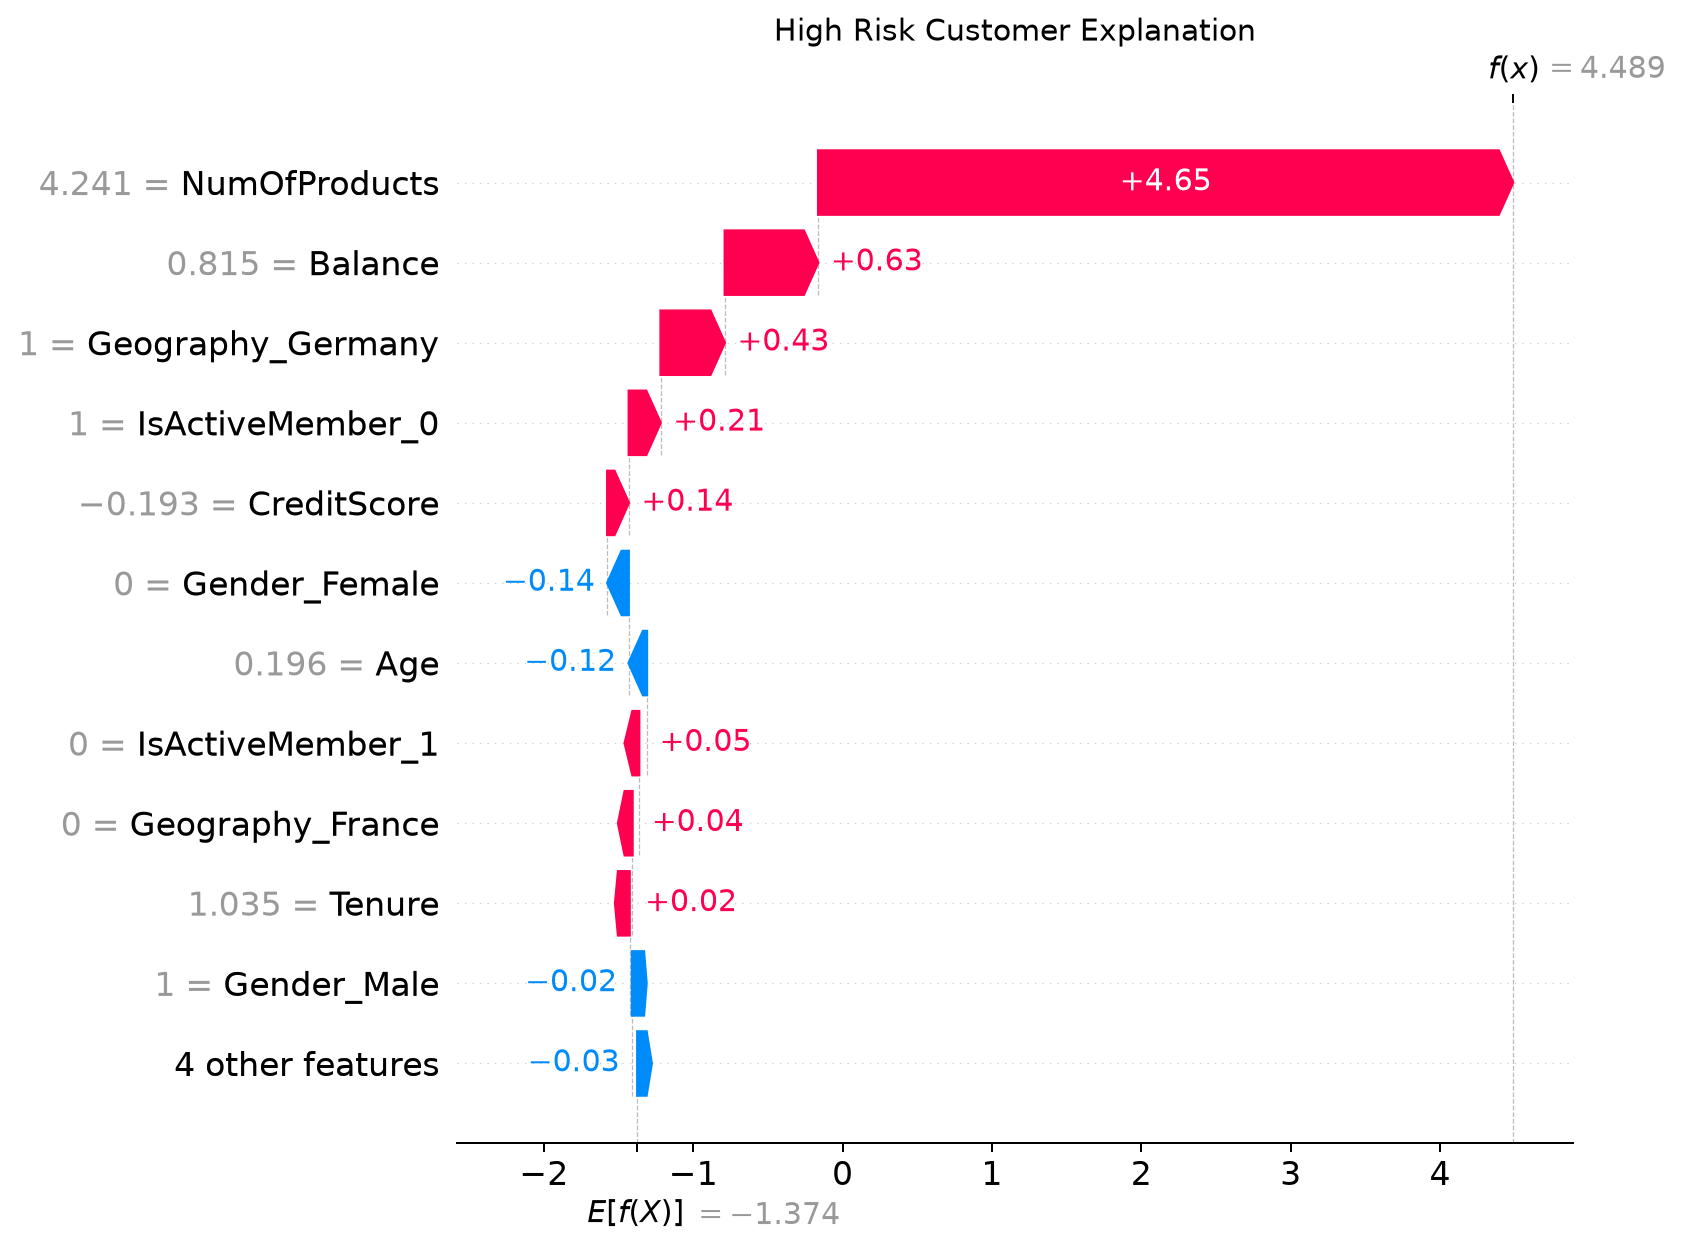 High Risk Customer Explanation
f(x) = 4.489
4.241 = NumOfProducts +4.65
0.815 = Balance +0.63
1 = Geography_Germany +0.43
1 = IsActiveMember_0 +0.21
−0.193 = CreditScore +0.14
0 = Gender_Female −0.14
0.196 = Age −0.12
0 = IsActiveMember_1 +0.05
0 = Geography_France +0.04
1.035 = Tenure +0.02
1 = Gender_Male −0.02
4 other features −0.03
−2 −1 0 1 2 3 4
E[f(X)] = −1.374